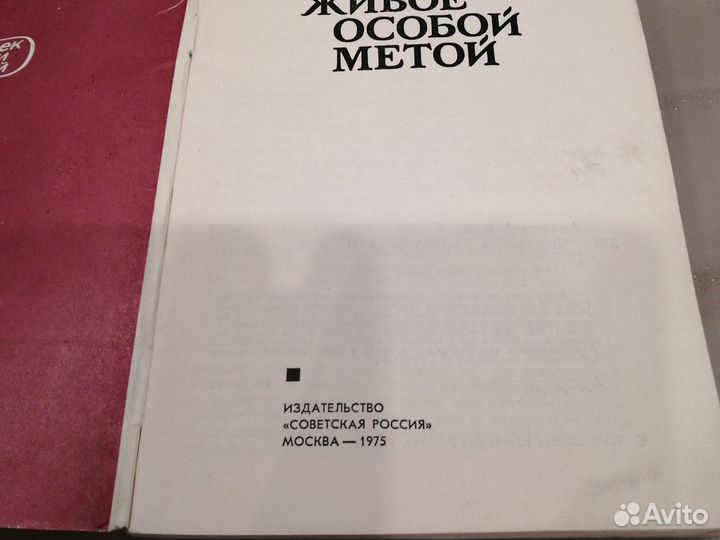 ЖИВОЕ
ОСОБОЙ
МЕТОЙ
ИЗДАТЕЛЬСТВО
«СОВЕТСКАЯ РОССИЯ»
МОСКВА — 1975
Avito